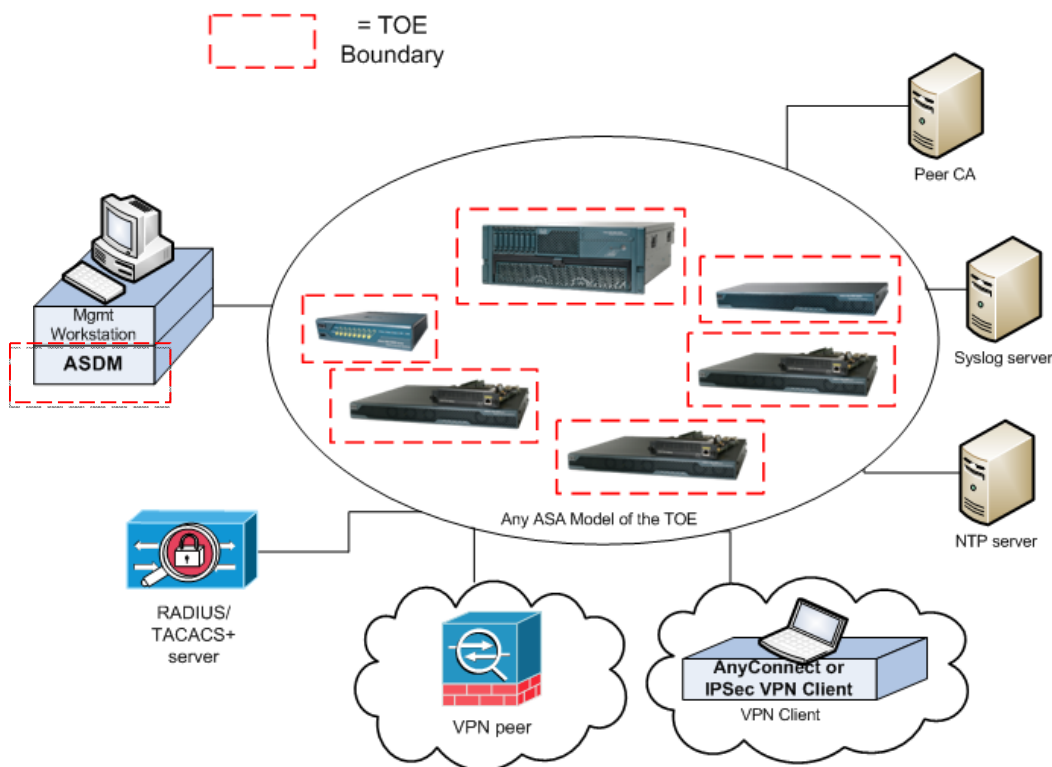 = TOE
Boundary
Peer CA
Mgmt
Workstation
ASDM
Syslog server
Any ASA Model of the TOE
NTP server
RADIUS/
TACACS+
server
VPN peer
AnyConnect or
IPSec VPN Client
VPN Client